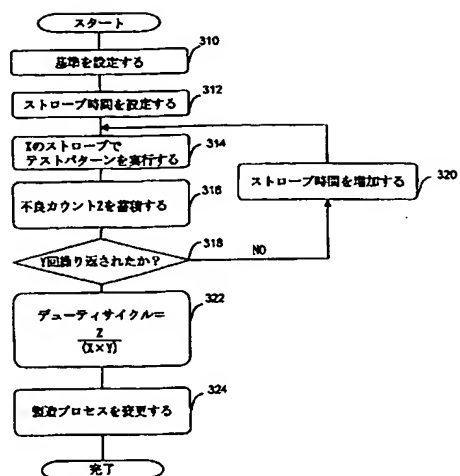 スタート
310
基準を設定する
312
ストローブ時間を設定する
314
Xのストローブで
テストパターンを実行する
320
ストローブ時間を増加する
316
不良カウントZを蓄積する
318
Y回繰り返されたか?
NO
322
デューティサイクル=
Z
(X×Y)
324
製造プロセスを変更する
完了